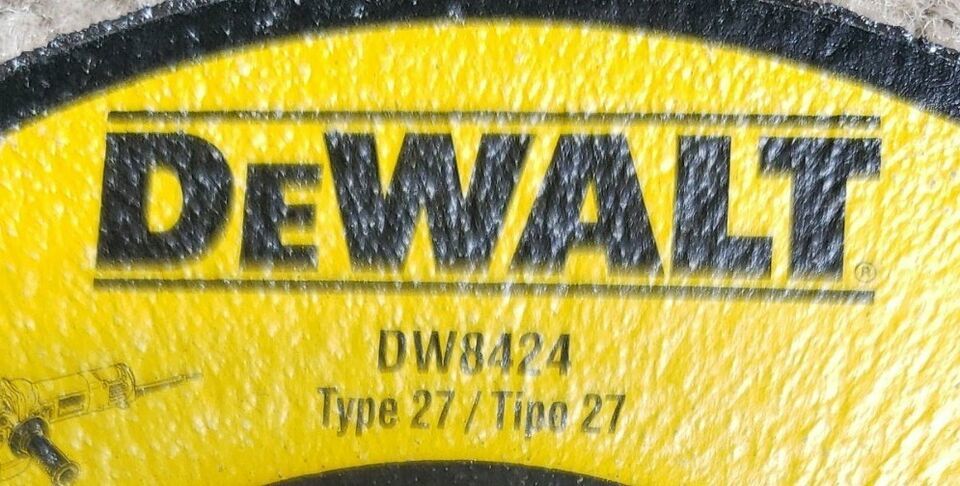 DEWALT®
DW8424
Type 27 / Tipo 27